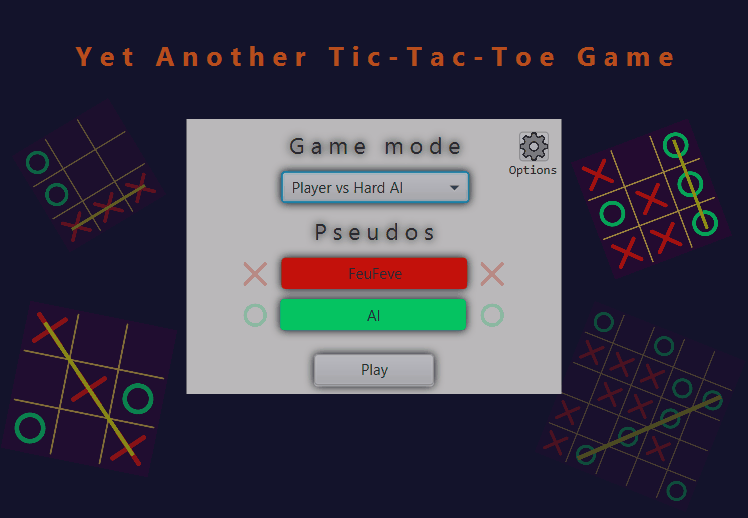 Yet Another Tic-Tac-Toe Game
Game mode
Options
Player vs Hard AI
Pseudos
FeuFeve
AI
Play